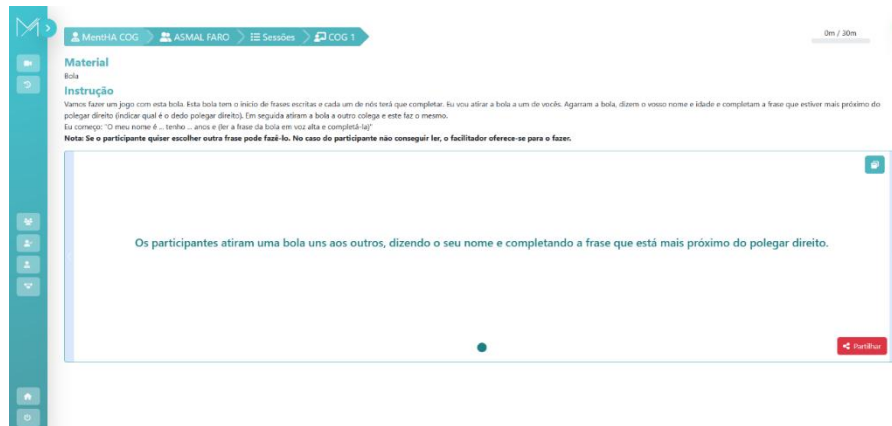 MentHA COG
ASMAL FARO
Sessões
COG 1
0m / 30m
Material
Bola
Instrução
Vamos fazer um jogo com esta bola. Esta bola tem o inicio de frases escritas e cada um de nós terá que completar. Eu vou atirar a bola a um de vocês. Agarram a bola, dizem o vosso nome e idade e completam a frase que estiver mais próximo do
polegar direito (indicar qual é o dedo polegar direito). Em seguida atiram a bola a outro colega e este faz o mesmo.
Eu começo: "O meu nome é ... tenho ... anos e (ler a frase da bola em voz alta e completá-la)"
Nota: Se o participante quiser escolher outra frase pode fazê-lo. No caso do participante não conseguir ler, o facilitador oferece-se para o fazer.
Os participantes atiram uma bola uns aos outros, dizendo o seu nome e completando a frase que está mais próximo do polegar direito.
Partilhar